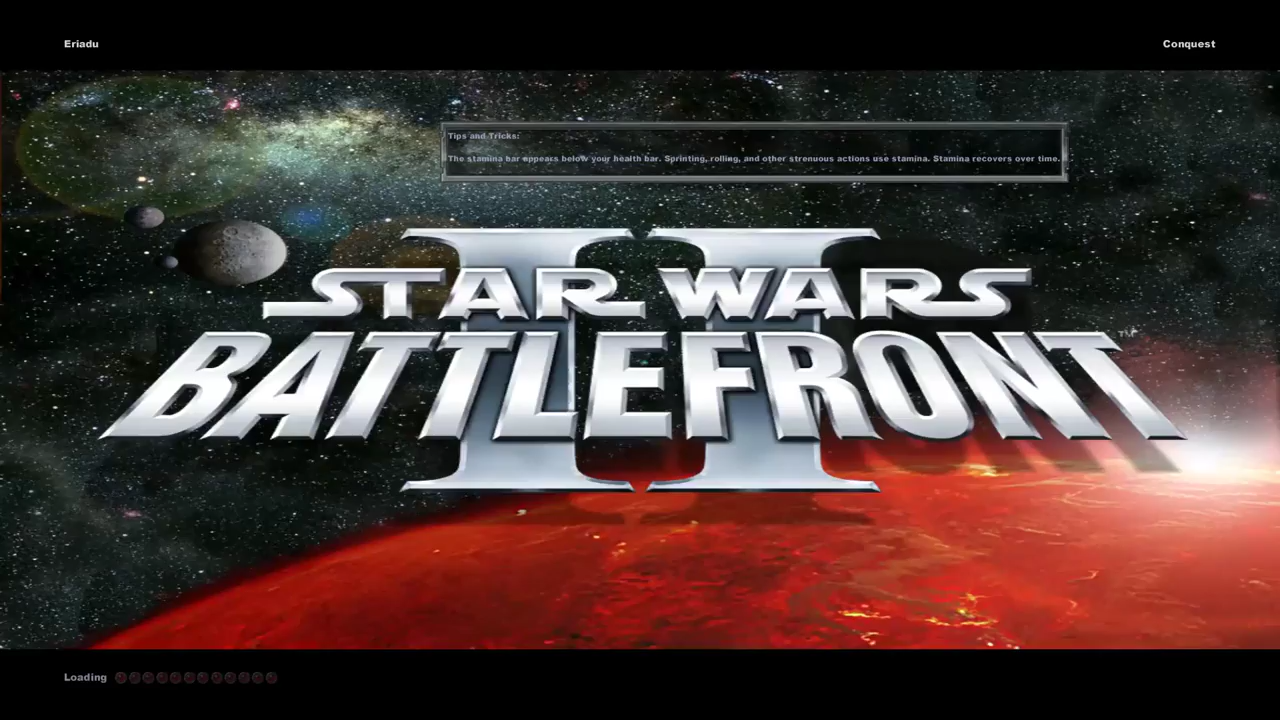 Eriadu
Conquest
Tips and Tricks:
The stamina bar appears below your health bar. Sprinting, rolling, and other strenuous actions use stamina. Stamina recovers over time.
II
STAR WARS
BATTLEFRONT
TM
Loading